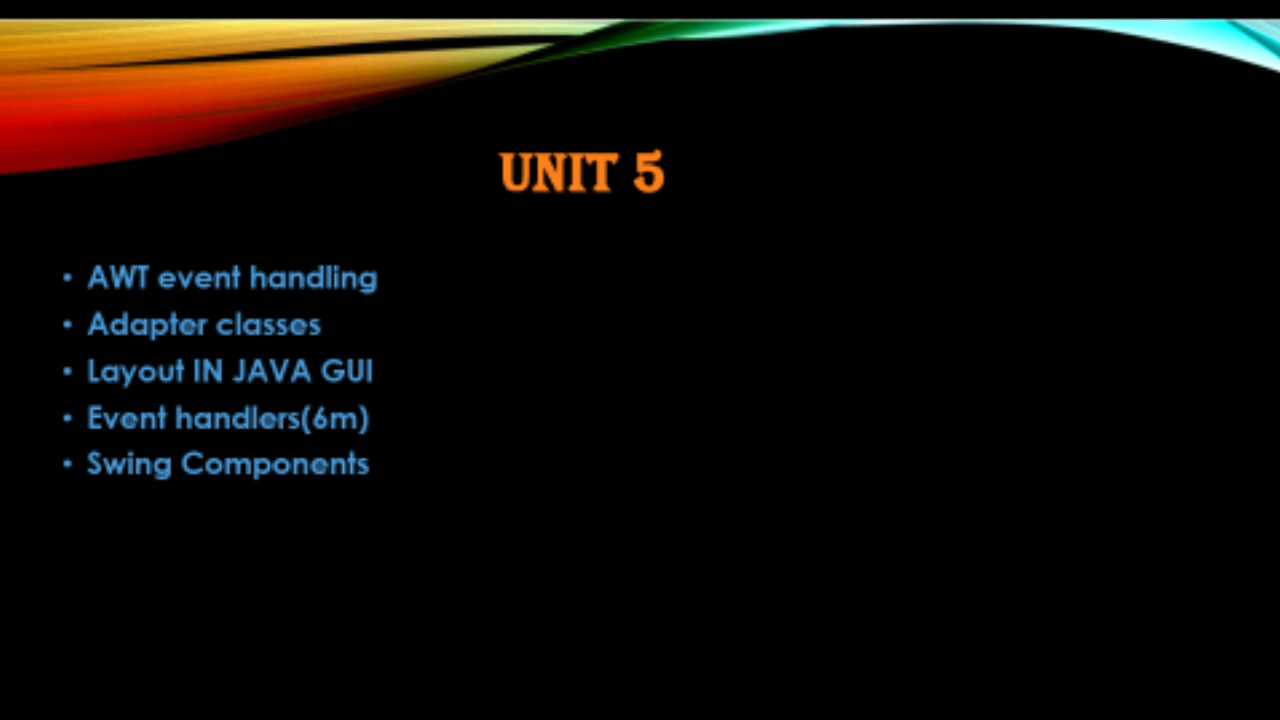 UNIT 5
• AWT event handling
• Adapter classes
• Layout IN JAVA GUI
• Event handlers(6m)
• Swing Components